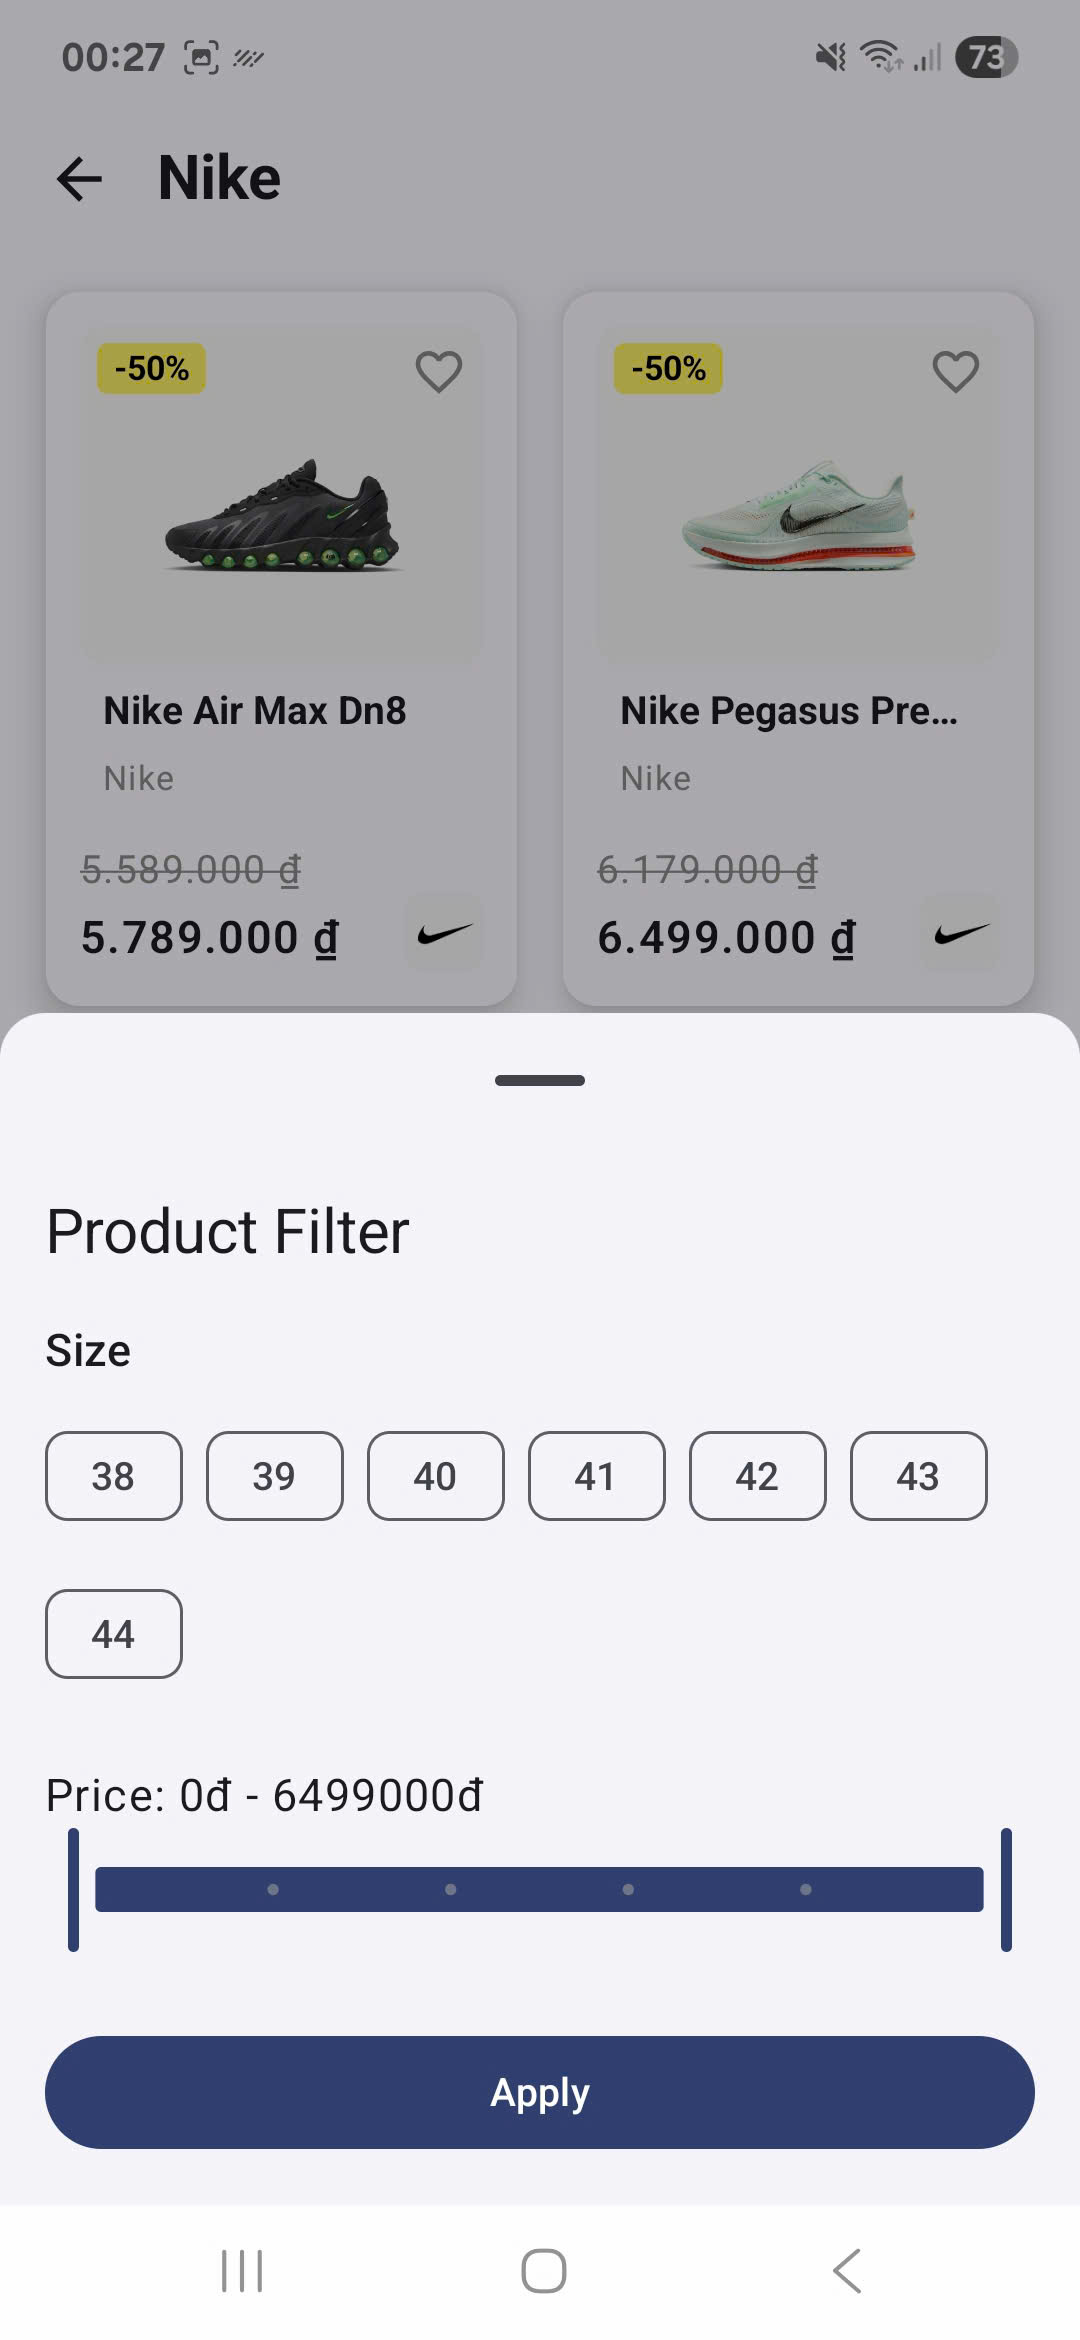 00:27
73
Nike
-50%
-50%
Nike Air Max Dn8
Nike Pegasus Pre...
Nike
Nike
5.589.000 ₫
6.179.000 ₫
5.789.000 ₫
6.499.000 ₫
Product Filter
Size
38 39 40 41 42 43
44
Price: 0đ - 6499000đ
Apply